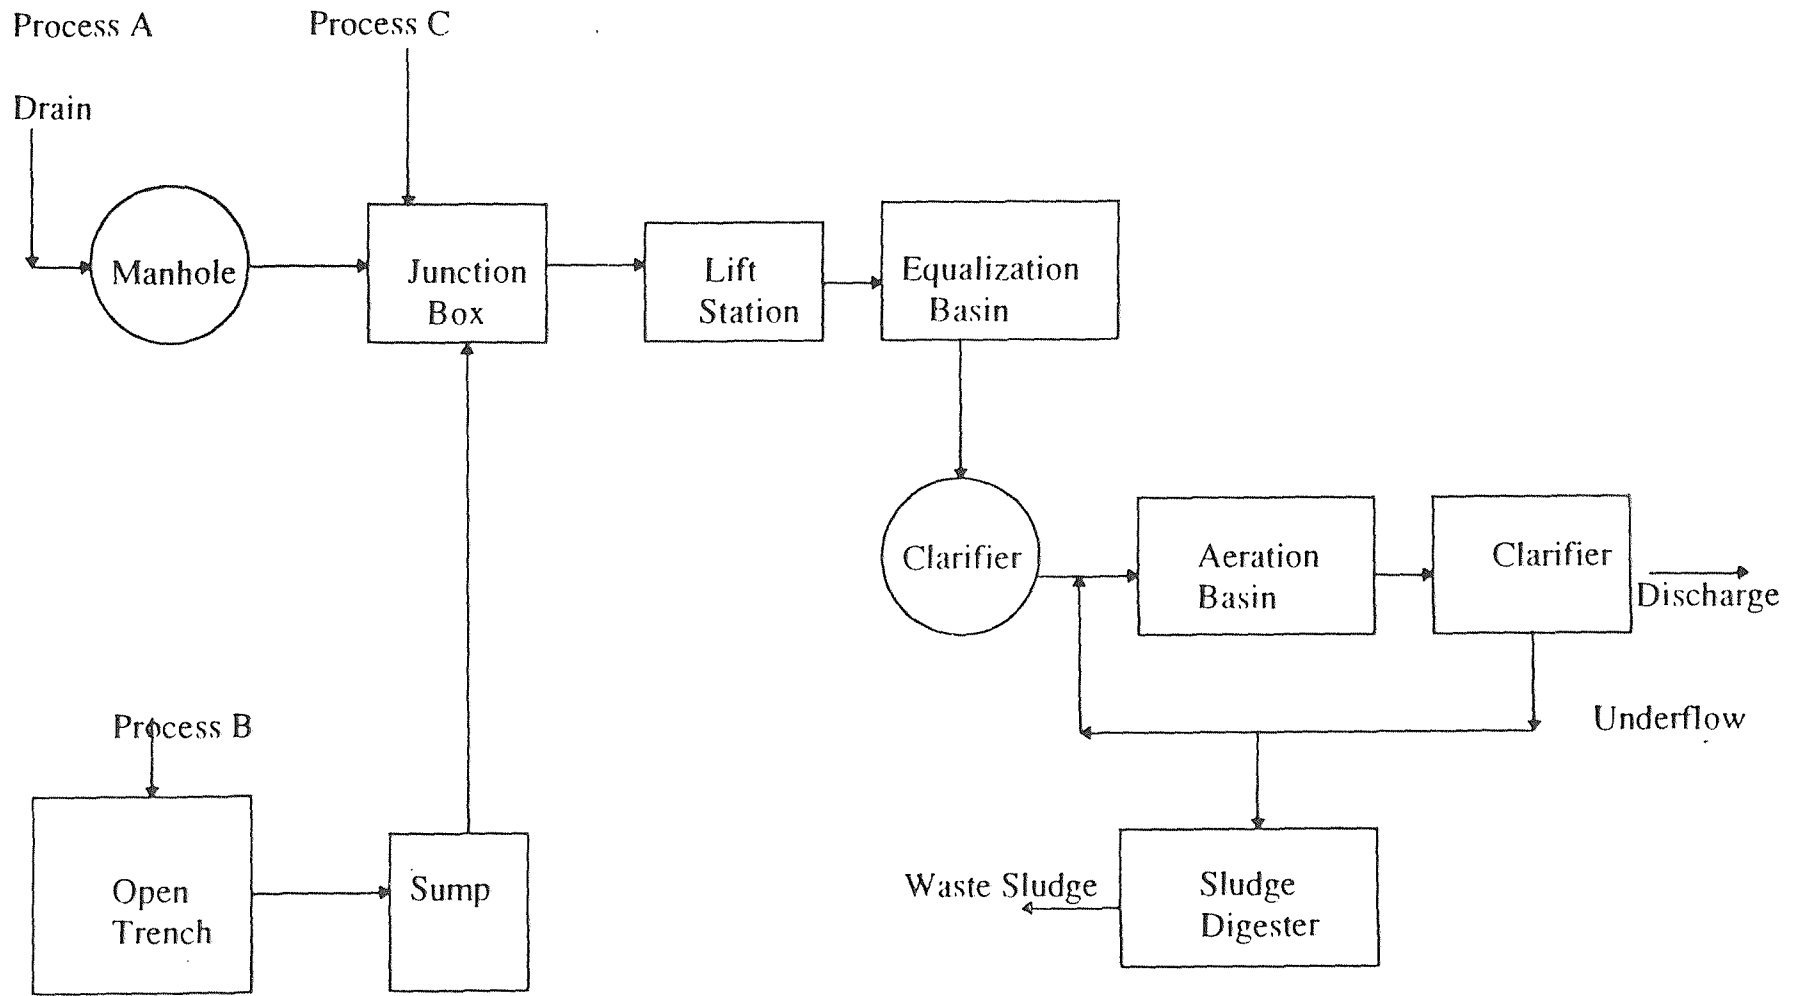 Process A
Process C
Drain
Manhole
Junction
Box
Lift
Station
Equalization
Basin
Clarifier
Aeration
Basin
Clarifier
Discharge
Underflow
Process B
Open
Trench
Sump
Waste Sludge
Sludge
Digester